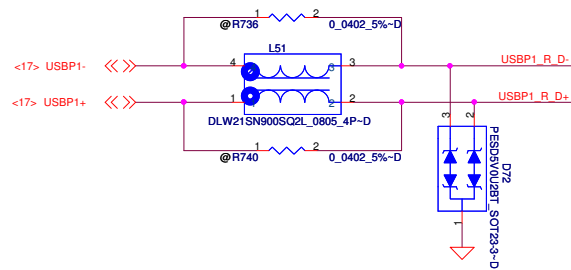 1 2
@R736 0_0402_5%~D
L51
<17> USBP1- 4 3 3 USBP1_R_D-
<17> USBP1+ 1 2 2 USBP1_R_D+
DLW21SN900SQ2L_0805_4P~D
1 2
@R740 0_0402_5%~D
3 2
D72
PESD5V0U2BT_SOT23-3~D
1